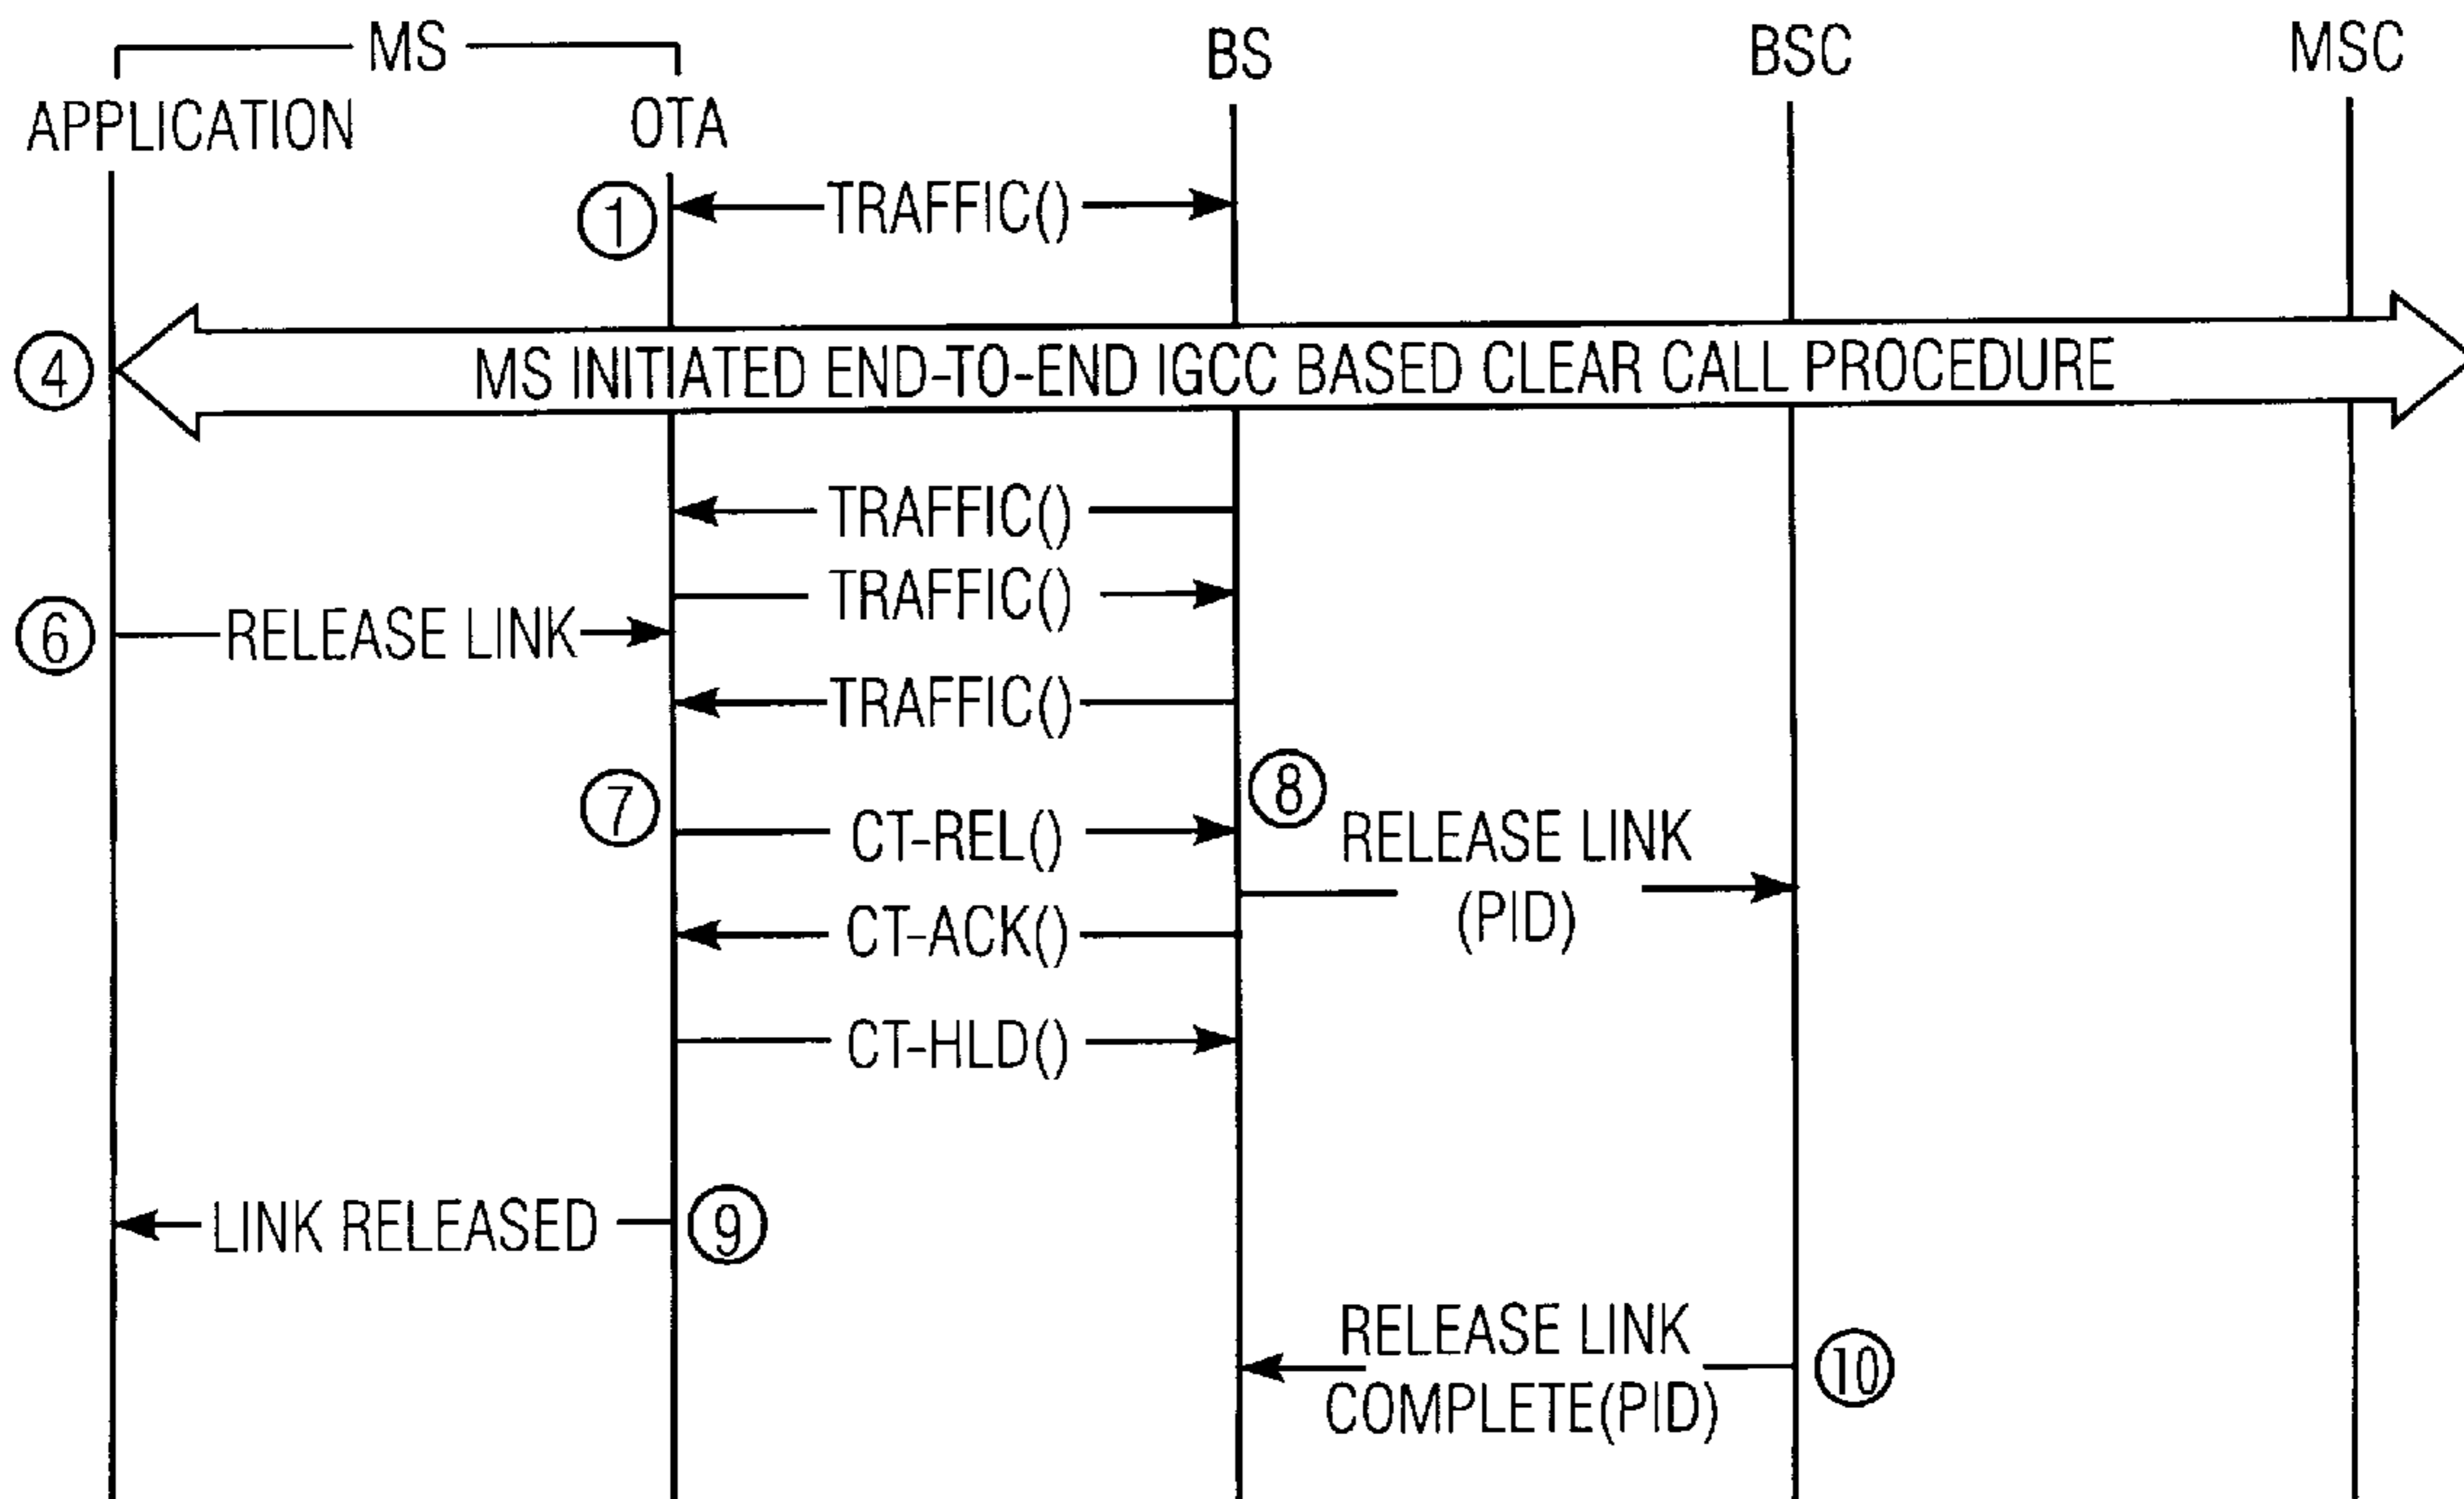 MS
BS
BSC
MSC
APPLICATION
OTA
1
TRAFFIC()
4
MS INITIATED END-TO-END IGCC BASED CLEAR CALL PROCEDURE
TRAFFIC()
TRAFFIC()
6
RELEASE LINK
TRAFFIC()
7
8
CT-REL()
RELEASE LINK
(PID)
CT-ACK()
CT-HLD()
LINK RELEASED
9
RELEASE LINK
COMPLETE(PID)
10